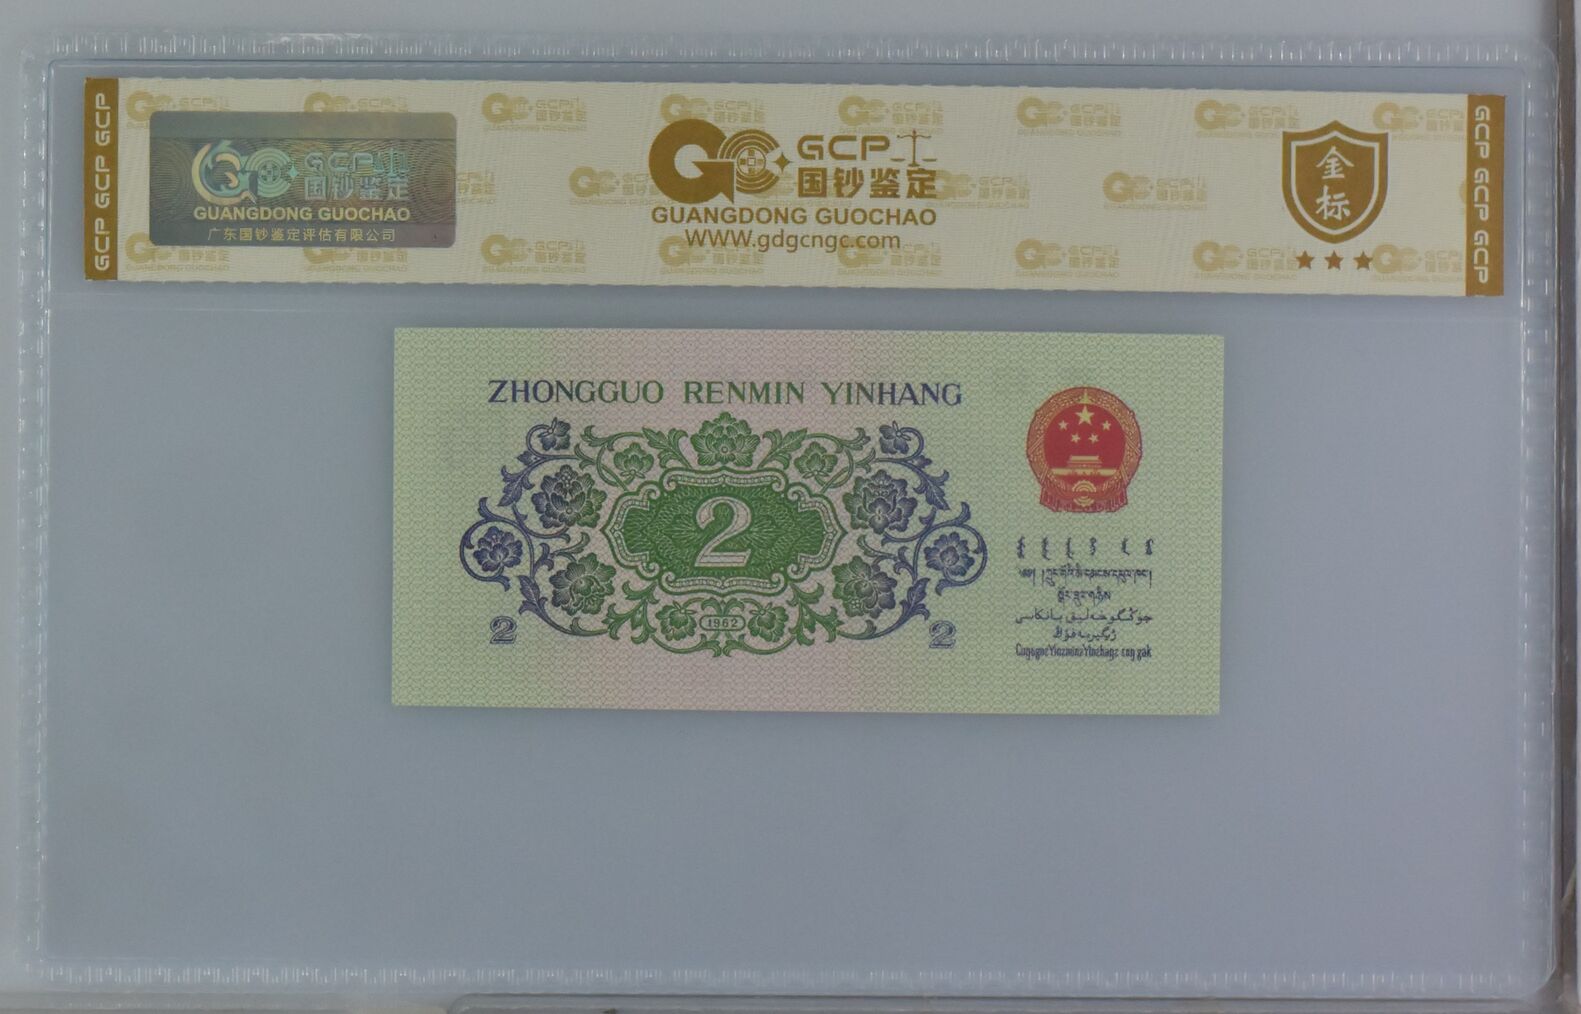 GCP GCP GCP
GCP 国钞鉴定
GUANGDONG GUOCHAO
广东国钞鉴定评估有限公司
GCP
国钞鉴定
GUANGDONG GUOCHAO
WWW.gdgcngc.com
金标
GCP GCP GCP
ZHONGGUO RENMIN YINHANG
2
1962
2
2